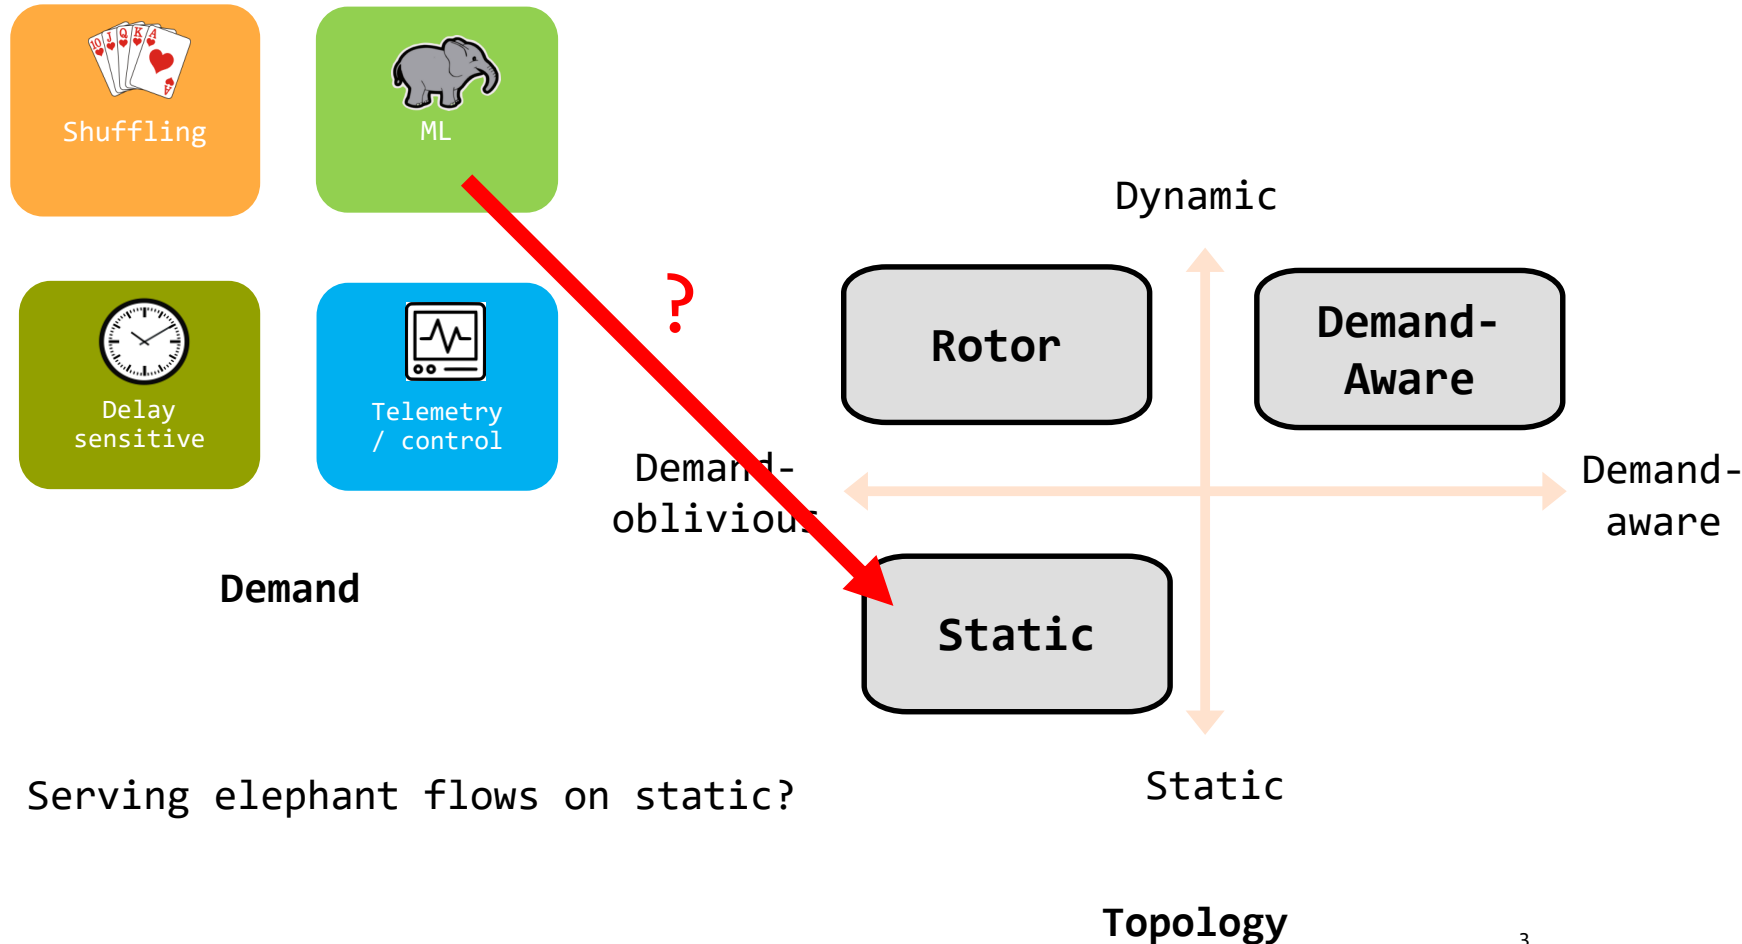 10 J Q K A
A
Shuffling
ML
Delay
sensitive
Telemetry
/ control
Demand
?
Dynamic
Rotor
Demand-
Aware
Demand-
oblivious
Demand-
aware
Static
Static
Serving elephant flows on static?
Topology
3